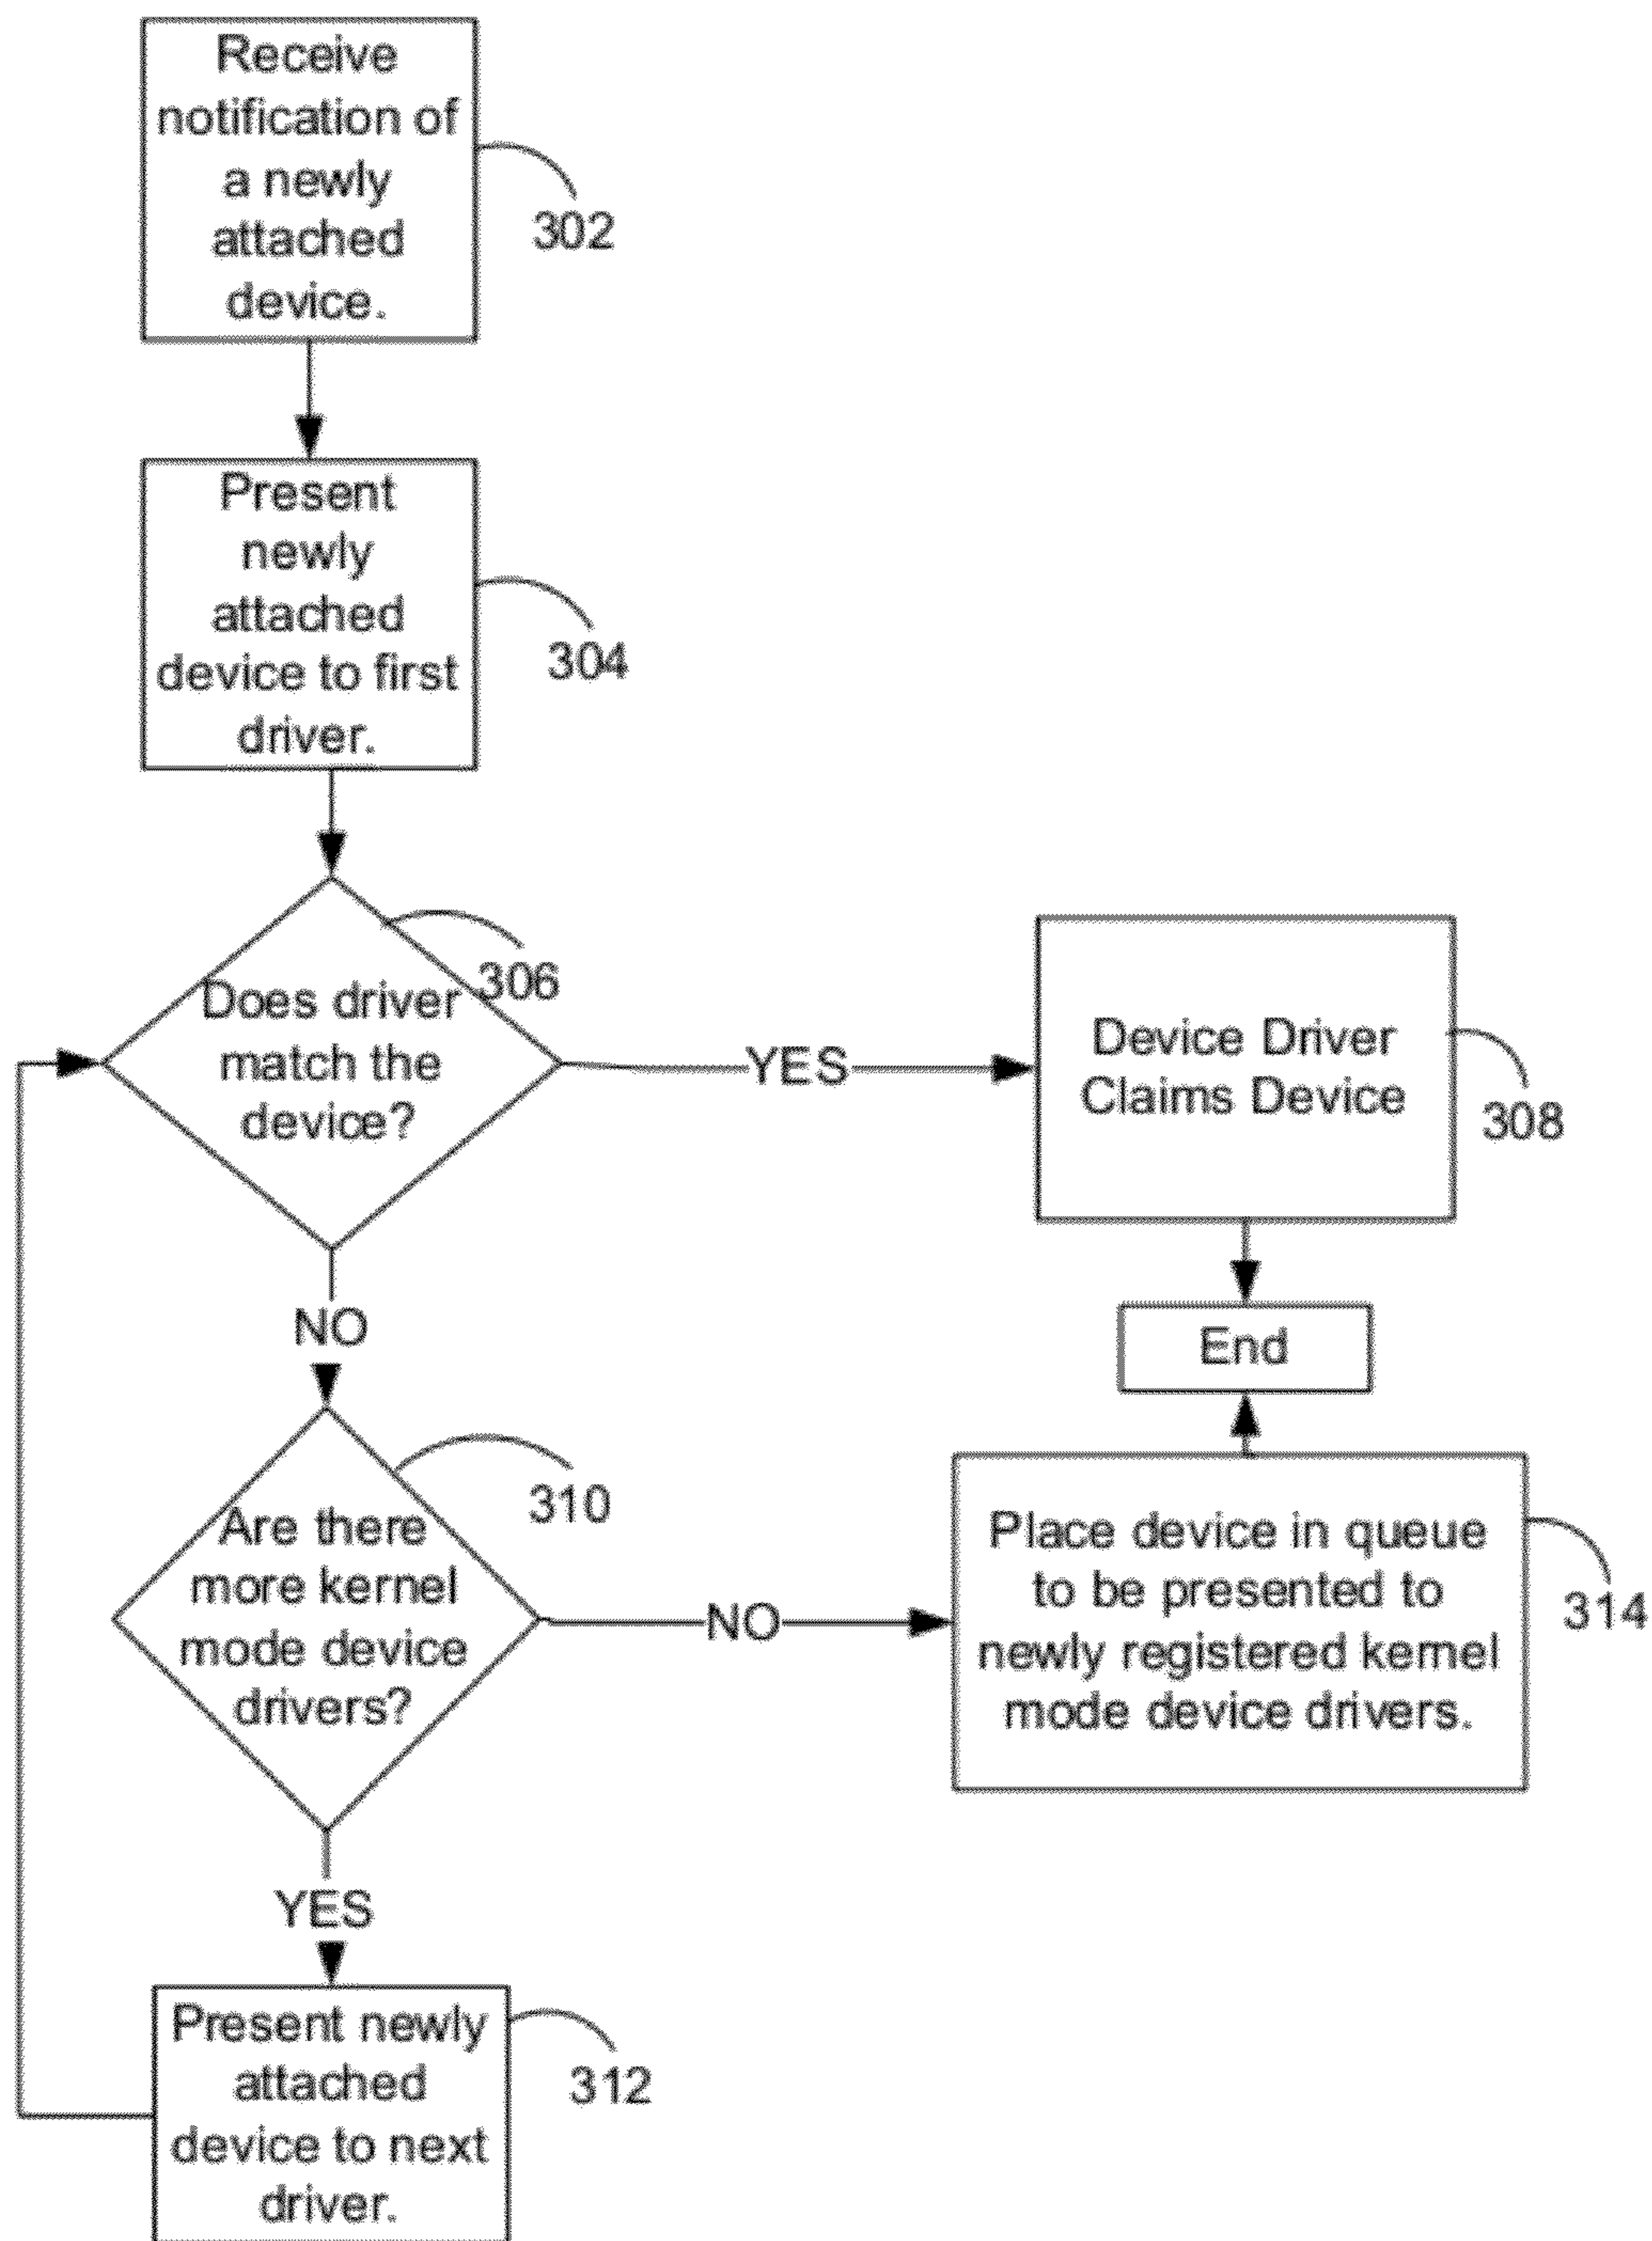 Receive
notification of
a newly
attached
device.
302
Present
newly
attached
device to first
driver.
304
306
Does driver
match the
device?
YES
Device Driver
Claims Device
308
NO
End
Are there
more kernel
mode device
drivers?
310
NO
Place device in queue
to be presented to
newly registered kernel
mode device drivers.
314
YES
Present newly
attached
device to next
driver.
312